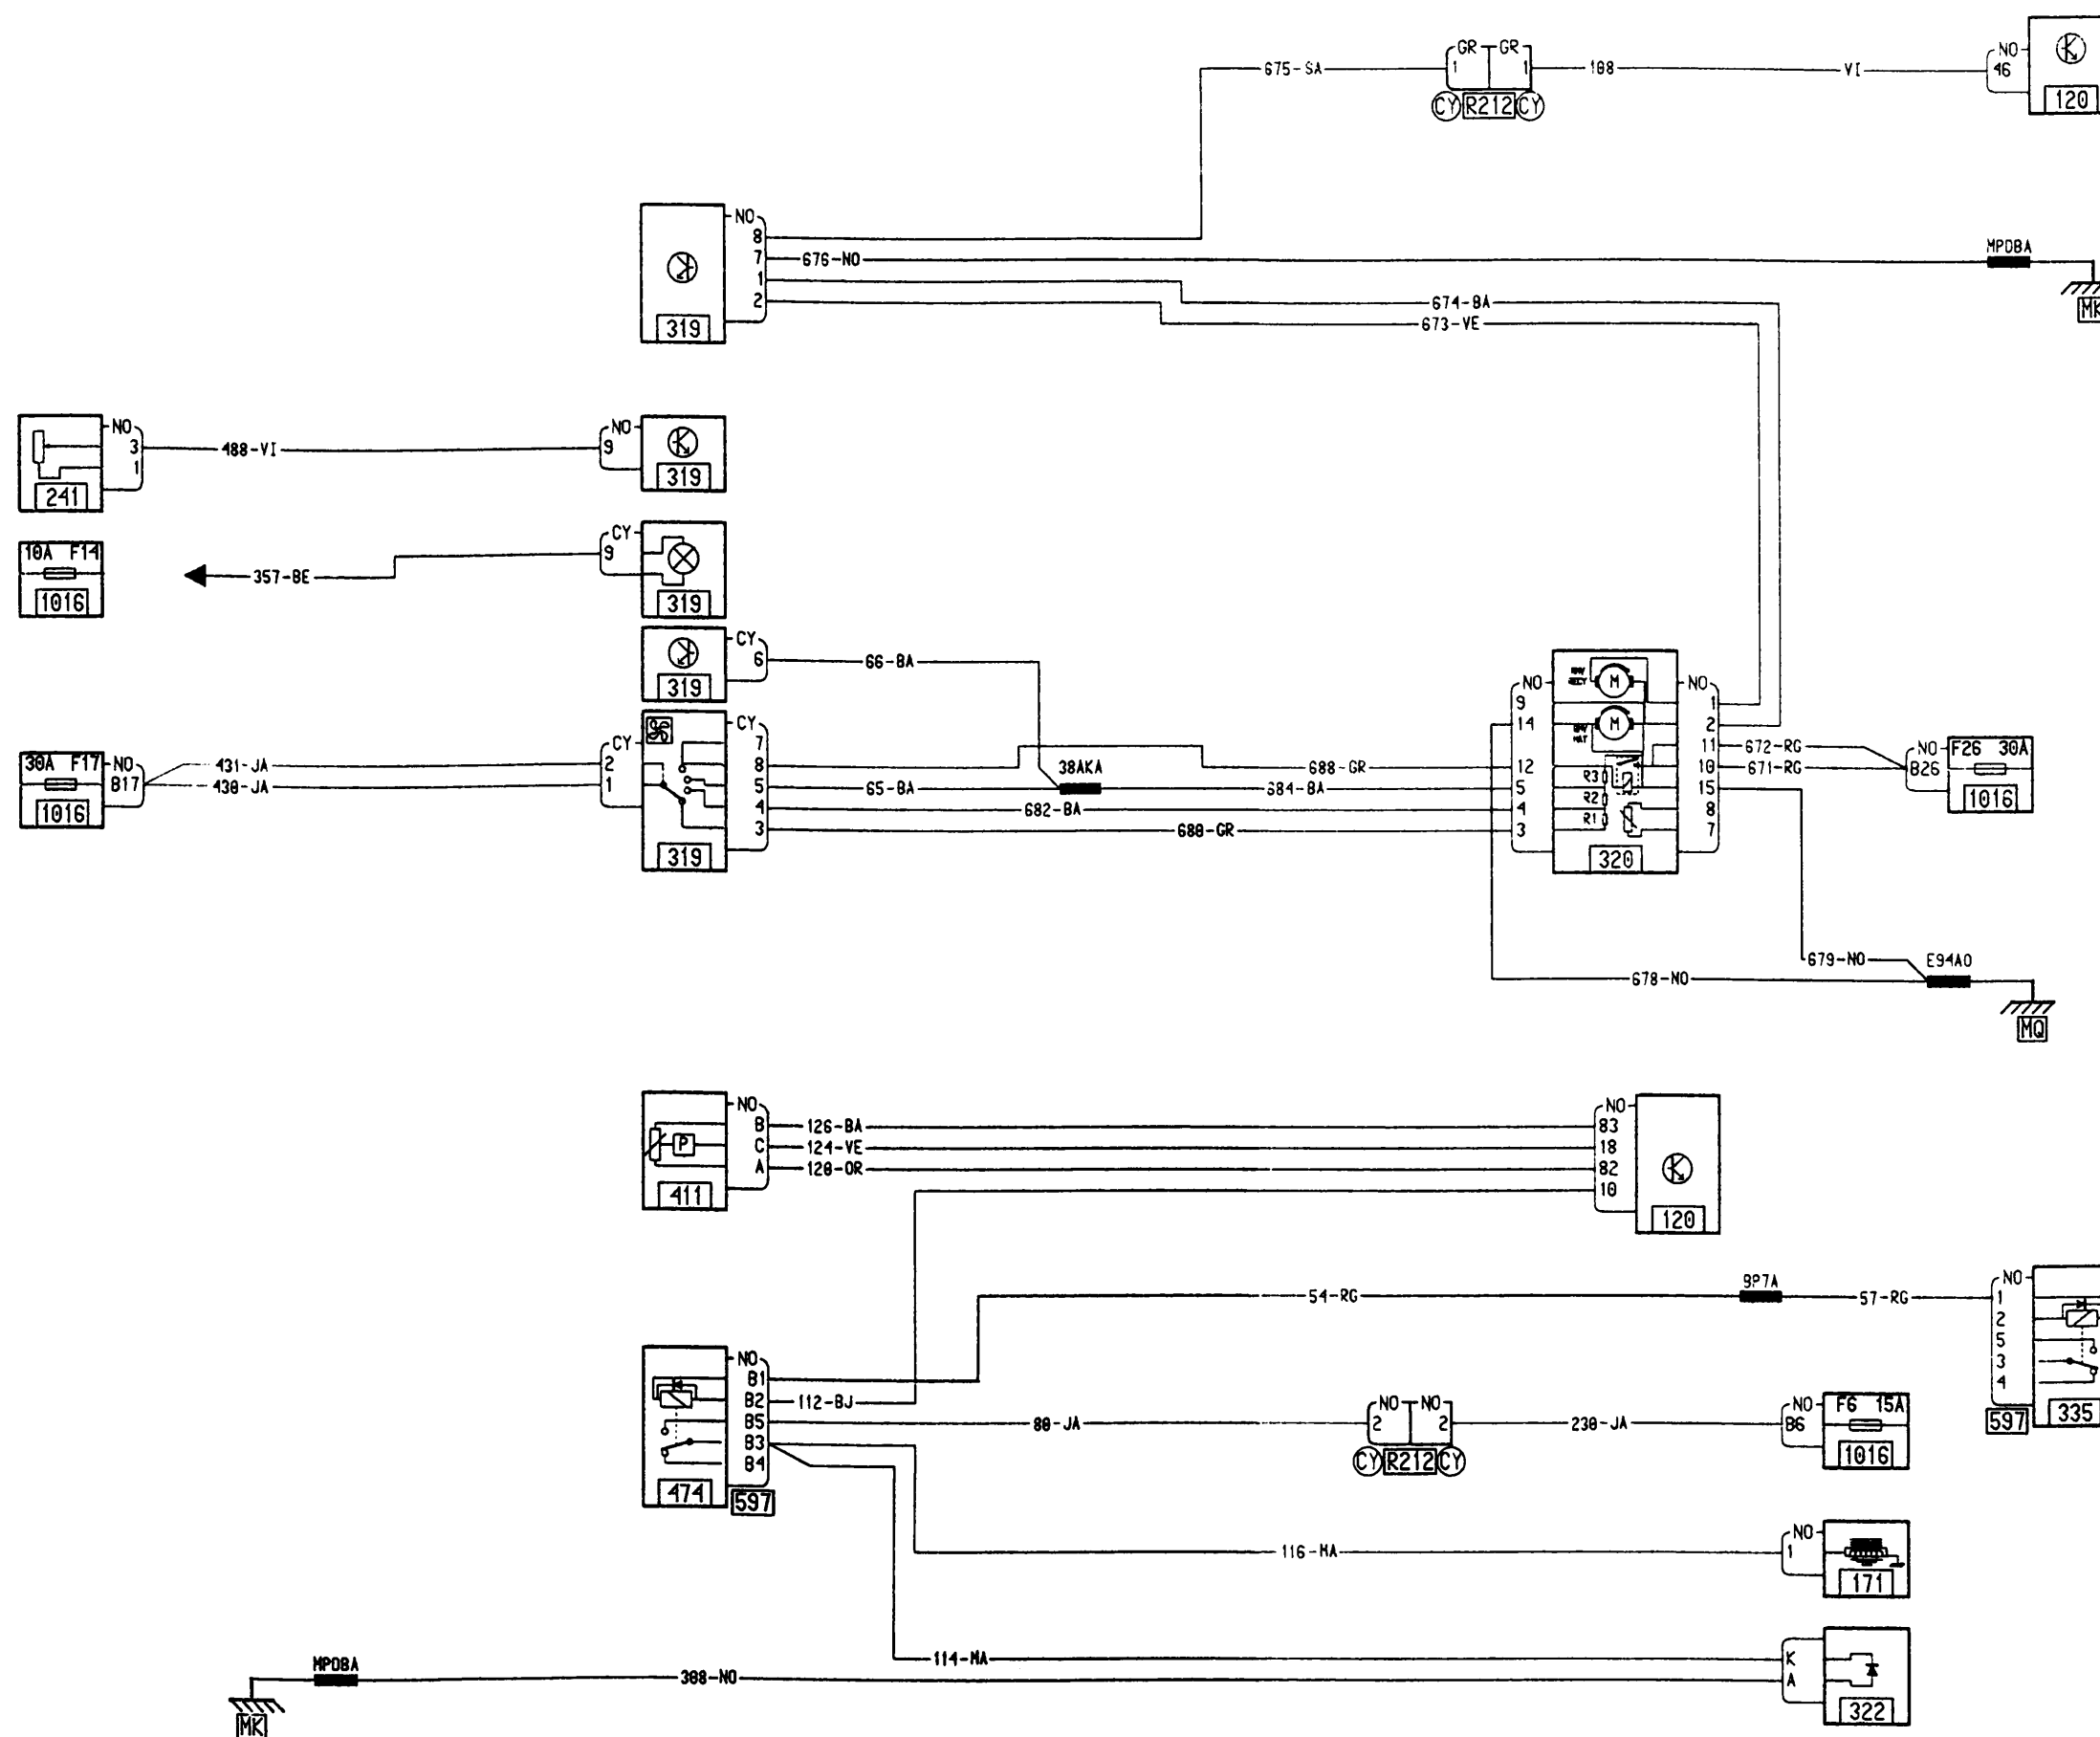 GR GR
675-SA 1 1 108 VI
NO
46
120
CY R212 CY
NO
8
7 676-NO
1
2
319
MPDBA
MK
674-BA
673-VE
NO
3
1
241
488-VI
NO
9
319
10A F14
1016
357-BE
CY
9
319
CY
6
319
66-BA
NO
9
14
12
5
4
3
M
M
R3
R2
R1
320
NO
1
2
11
10
15
8
7
672-RG
671-RG
NO
B26
F26 30A
1016
30A F17
1016
NO
B17
431-JA
430-JA
CY
2
1
319
CY
7
8
5
4
3
688-GR
65-BA
38AKA
684-BA
682-BA
680-GR
679-NO
E94AO
678-NO
MQ
NO
B 126-BA
C 124-VE
A 120-OR
P
411
NO
83
18
82
10
120
54-RG
BP7A
57-RG
NO
1
2
5
3
4
597
335
NO
B1
B2 112-BJ
B5
B3
B4
474
597
80-JA
NO NO
2 2
CY R212 CY
230-JA
NO
B6
F6 15A
1016
116-MA
NO
1
171
114-MA
K
A
322
MPDBA
308-NO
MK